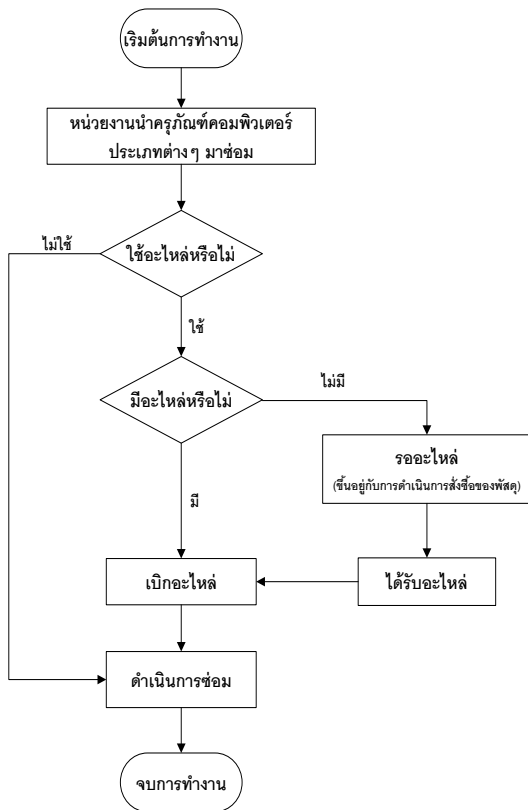 เริ่มต้นการทำงาน
หน่วยงานนำครุภัณฑ์คอมพิวเตอร์
ประเภทต่างๆ มาซ่อม
ไม่ใช้
ใช้อะไหล่หรือไม่
ใช้
มีอะไหล่หรือไม่
ไม่มี
รออะไหล่
(ขึ้นอยู่กับการดำเนินการสั่งซื้อของพัสดุ)
มี
เบิกอะไหล่
ได้รับอะไหล่
ดำเนินการซ่อม
จบการทำงาน